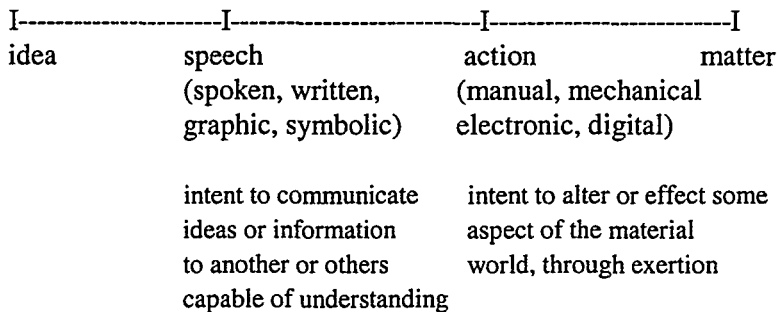 I----------------------I----------------------------I---------------------------I
idea speech action matter
(spoken, written, (manual, mechanical
graphic, symbolic) electronic, digital)
intent to communicate intent to alter or effect some
ideas or information aspect of the material
to another or others world, through exertion
capable of understanding